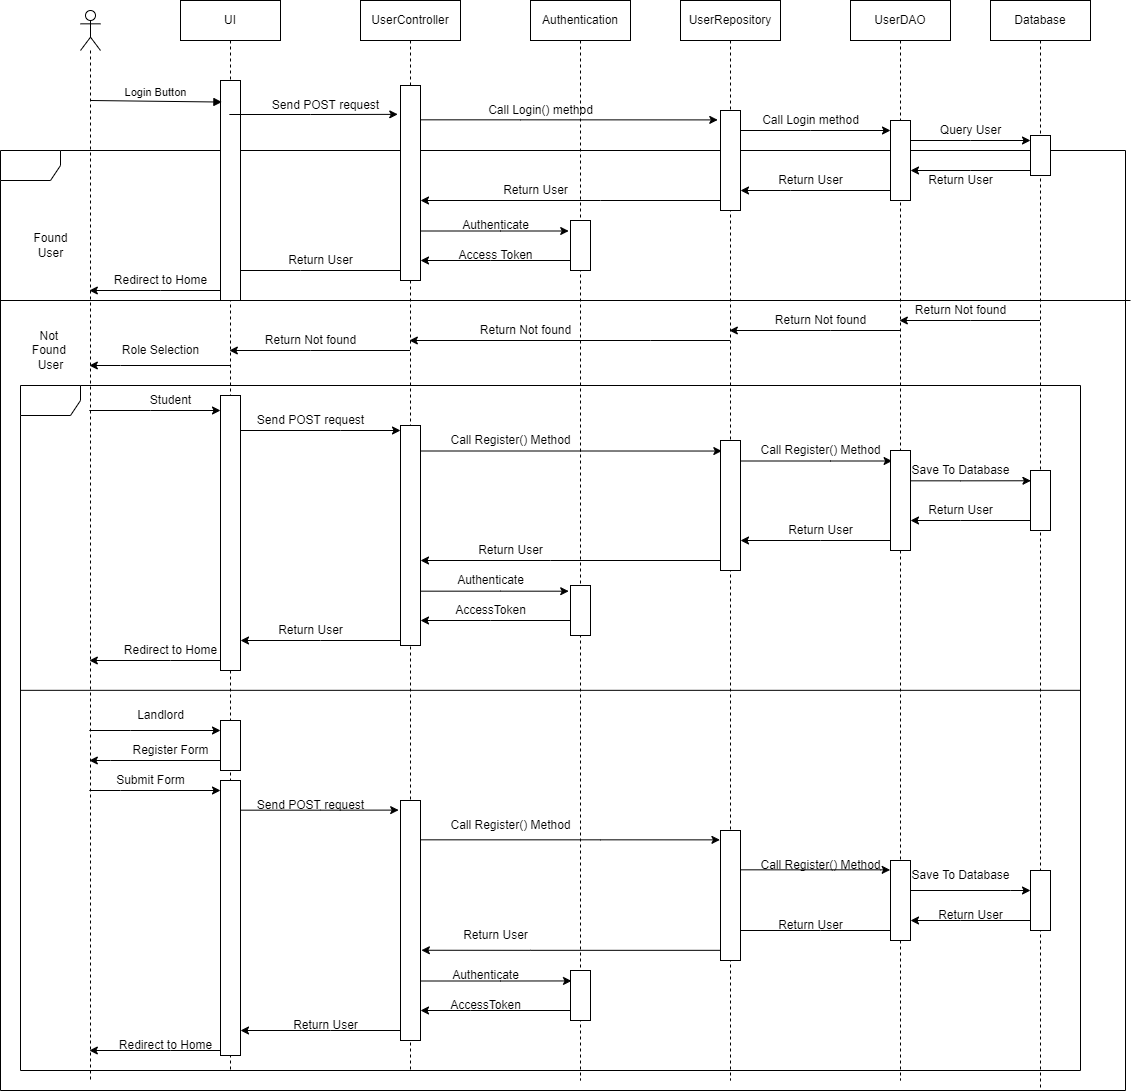 UI
UserController
Authentication
UserRepository
UserDAO
Database
Login Button
Send POST request
Call Login() method
Call Login method
Query User
Return User
Return User
Return User
Authenticate
Found
User
Access Token
Return User
Redirect to Home
Return Not found
Return Not found
Return Not found
Return Not found
Not
Found
User
Role Selection
Student
Send POST request
Call Register() Method
Call Register() Method
Save To Database
Return User
Return User
Return User
Authenticate
AccessToken
Return User
Redirect to Home
Landlord
Register Form
Submit Form
Send POST request
Call Register() Method
Call Register() Method
Save To Database
Return User
Return User
Return User
Authenticate
AccessToken
Return User
Redirect to Home